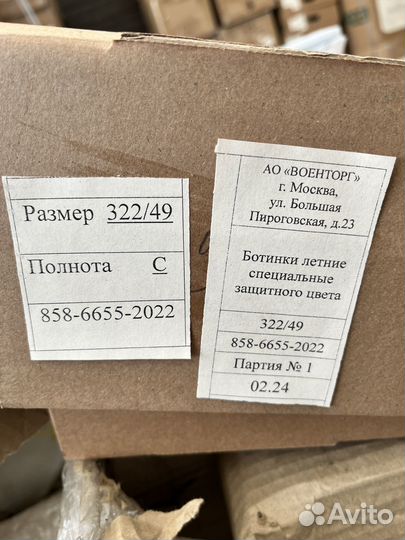 Размер 322/49
Полнота С
858-6655-2022
АО «ВОЕНТОРГ»
г. Москва,
ул. Большая
Пироговская, д.23
Ботинки летние
специальные
защитного цвета
322/49
858-6655-2022
Партия № 1
02.24
Avito